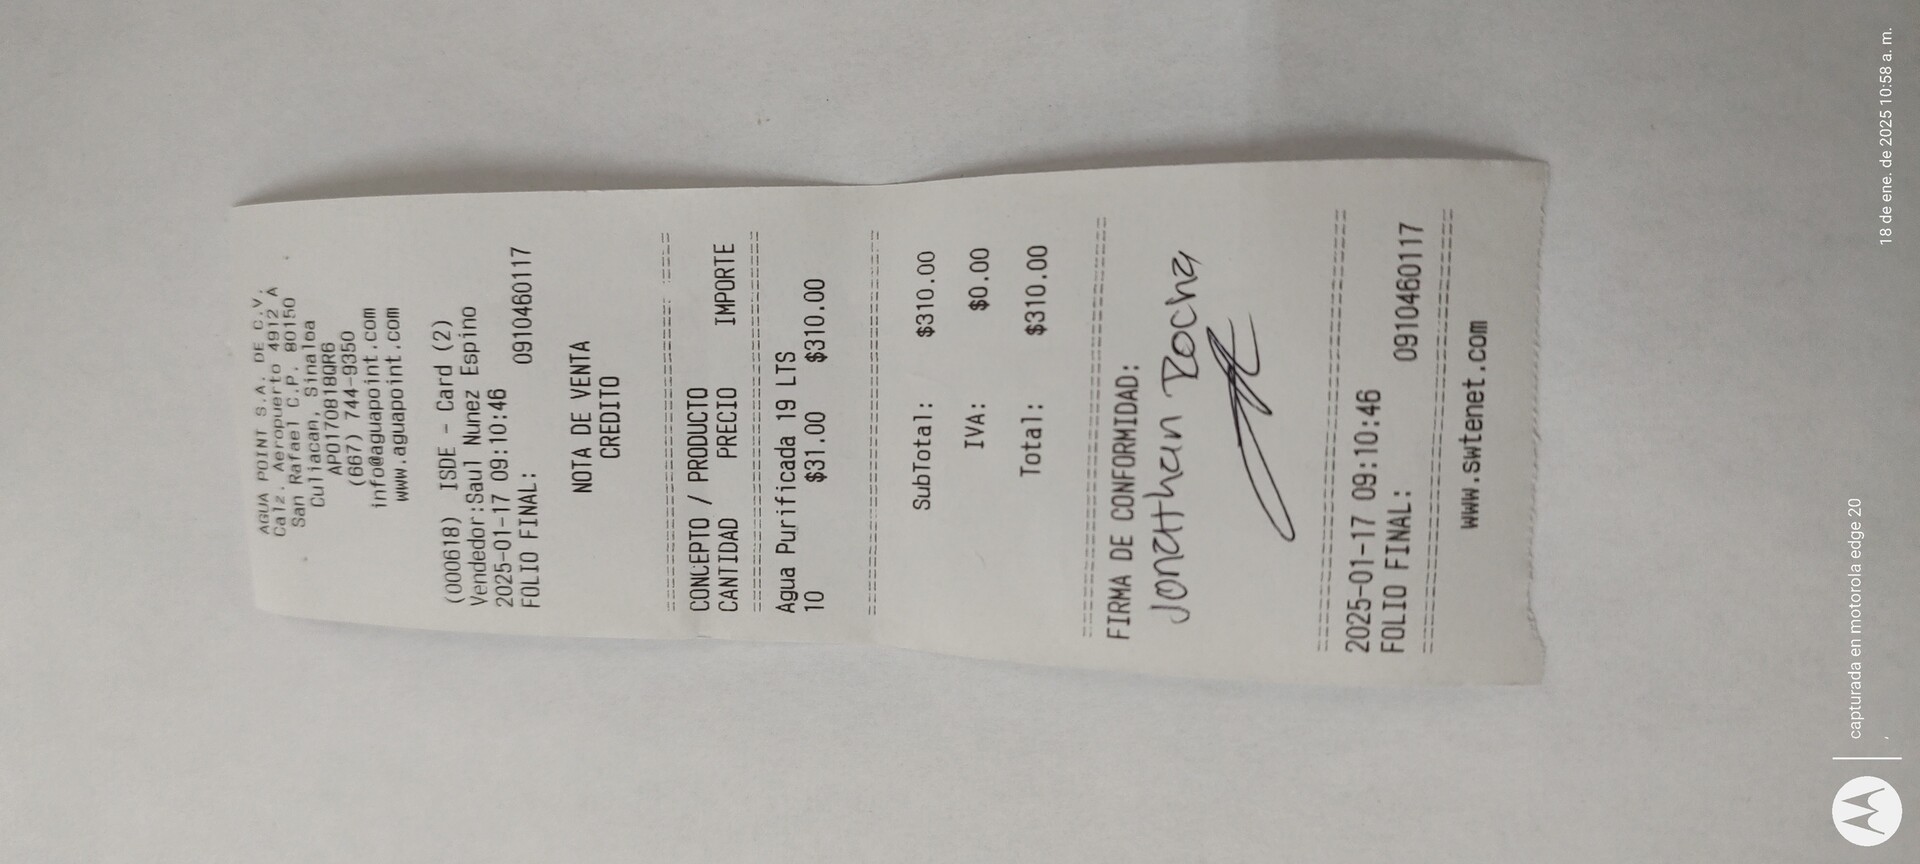 AGUA POINT S.A. DE C.V.
Calz. Aeropuerto 4912 A
San Rafael C.P. 80150
Culiacan, Sinaloa
APO170818QR6
(667) 744-9350
info@aguapoint.com
www.aguapoint.com
(000618) ISDE - Card (2)
Vendedor:Saul Nunez Espino
2025-01-17 09:10:46
FOLIO FINAL: 0910460117
NOTA DE VENTA
CREDITO
CONCEPTO / PRODUCTO
CANTIDAD PRECIO IMPORTE
Agua Purificada 19 LTS
10 $31.00 $310.00
SubTotal: $310.00
IVA: $0.00
Total: $310.00
FIRMA DE CONFORMIDAD:
Jonathan Rocha
2025-01-17 09:10:46
FOLIO FINAL: 0910460117
www.swtenet.com
capturada en motorola edge 20
18 de ene. de 2025 10:58 a. m.